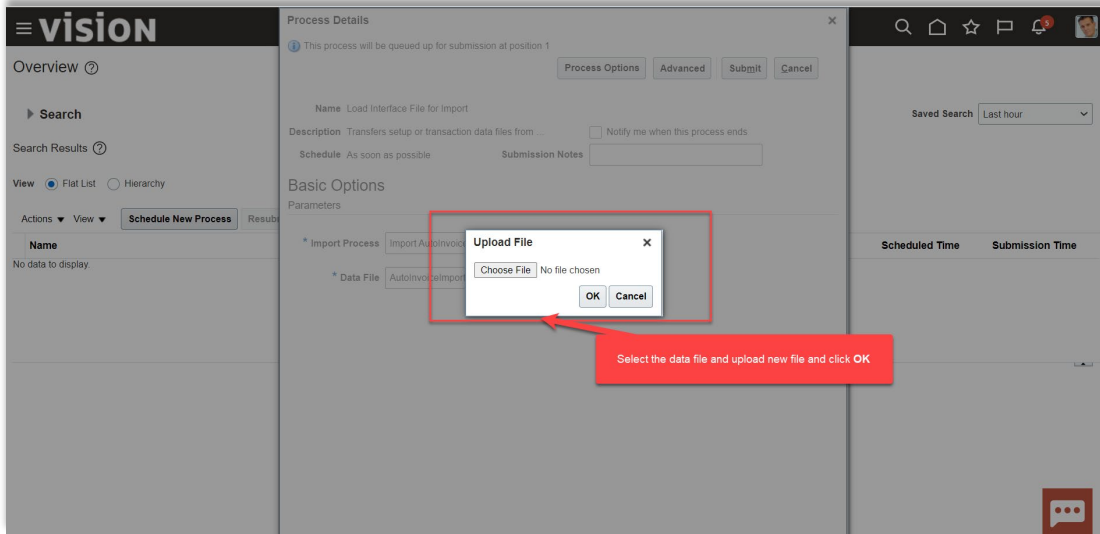 vision
5
Overview
Search
Saved Search Last hour
Search Results
View Flat List Hierarchy
Actions View Schedule New Process Resub
Name Scheduled Time Submission Time
No data to display.
Process Details
This process will be queued up for submission at position 1
Process Options Advanced Submit Cancel
Name Load Interface File for Import
Description Transfers setup or transaction data files from ... Notify me when this process ends
Schedule As soon as possible Submission Notes
Basic Options
Parameters
* Import Process Import AutoInvoice
* Data File AutoInvoiceImport
Upload File
Choose File No file chosen
OK Cancel
Select the data file and upload new file and click OK